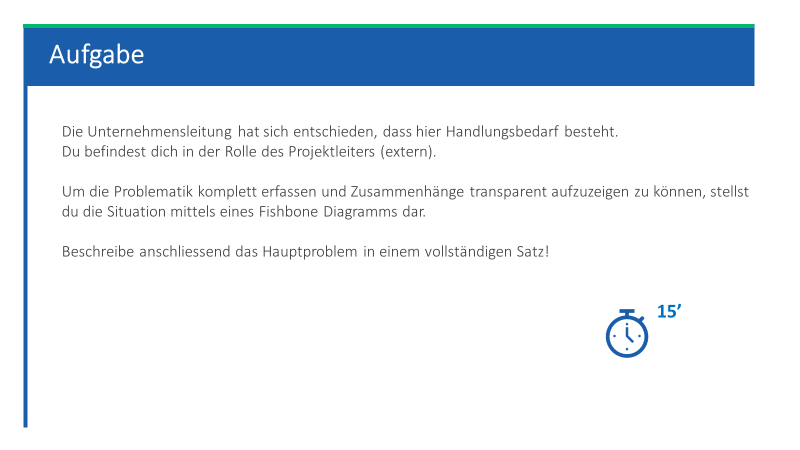 Aufgabe
Die Unternehmensleitung hat sich entschieden, dass hier Handlungsbedarf besteht.
Du befindest dich in der Rolle des Projektleiters (extern).
Um die Problematik komplett erfassen und Zusammenhänge transparent aufzuzeigen zu können, stellst
du die Situation mittels eines Fishbone Diagramms dar.
Beschreibe anschliessend das Hauptproblem in einem vollständigen Satz!
15’